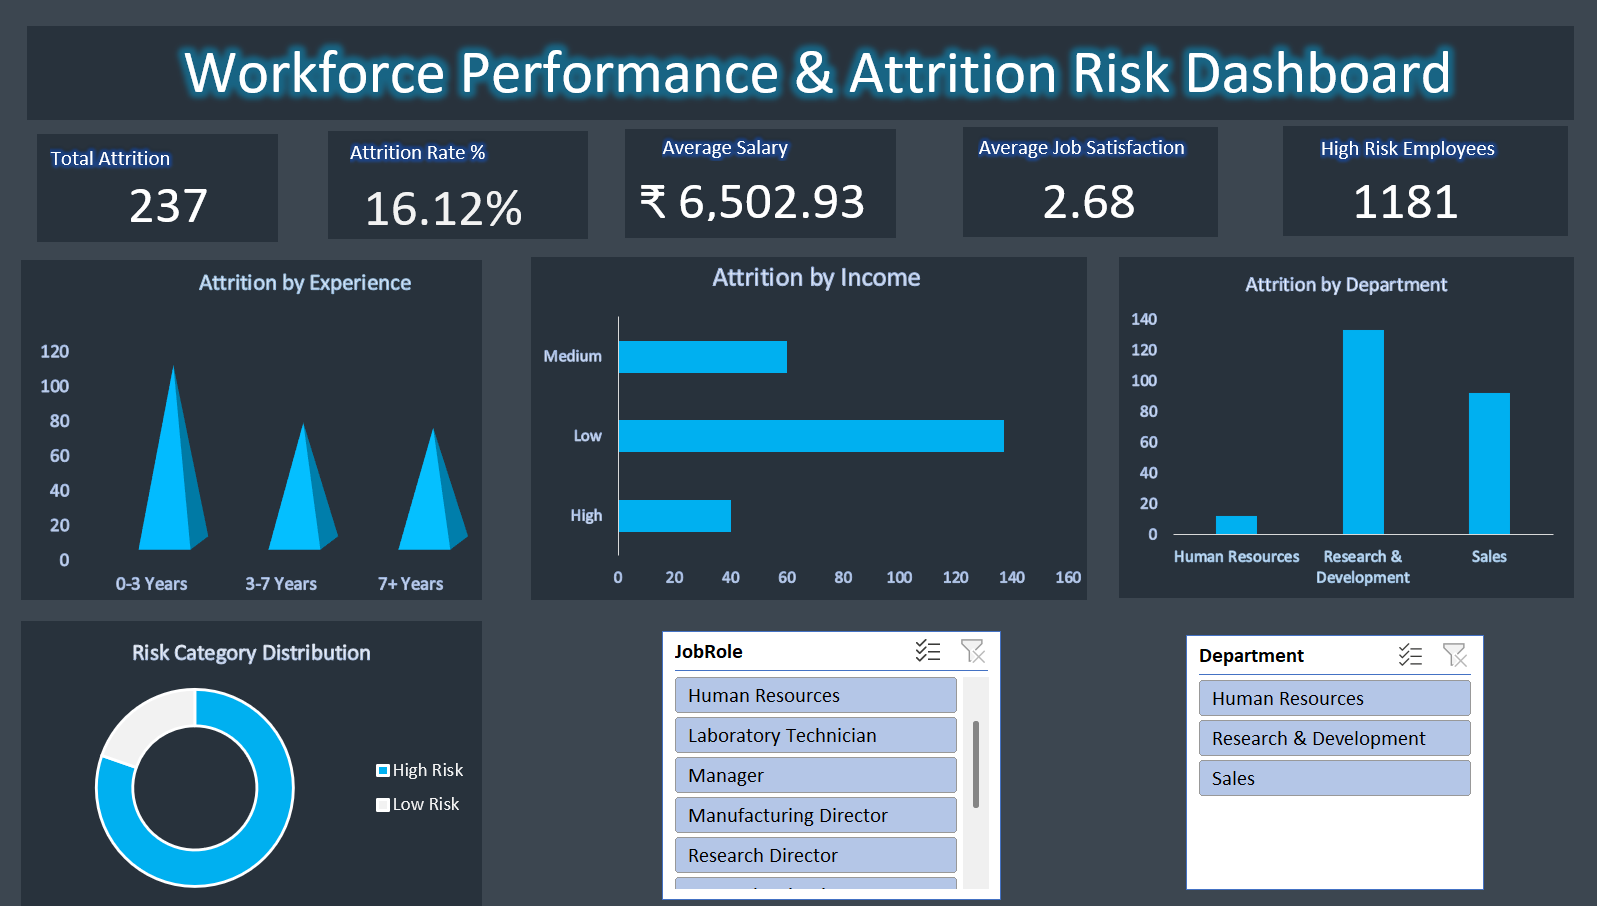 Workforce Performance & Attrition Risk Dashboard
Total Attrition
237
Attrition Rate %
16.12%
Average Salary
₹ 6,502.93
Average Job Satisfaction
2.68
High Risk Employees
1181
Attrition by Experience
120
100
80
60
40
20
0
0-3 Years
3-7 Years
7+ Years
Attrition by Income
Medium
Low
High
0 20 40 60 80 100 120 140 160
Attrition by Department
140
120
100
80
60
40
20
0
Human Resources
Research &
Development
Sales
Risk Category Distribution
High Risk
Low Risk
JobRole
Human Resources
Laboratory Technician
Manager
Manufacturing Director
Research Director
Department
Human Resources
Research & Development
Sales